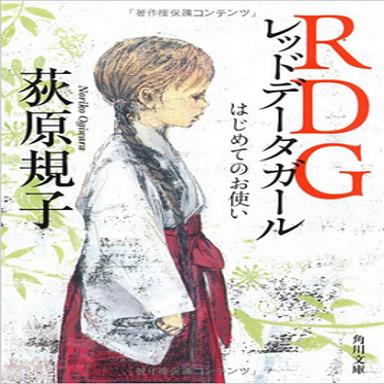 「著作権保護コンテンツ」
RDG
レッドデータガール
はじめてのお使い
荻原規子
Noriko Ogiwara
角川文庫
「著作権保護コンテンツ」